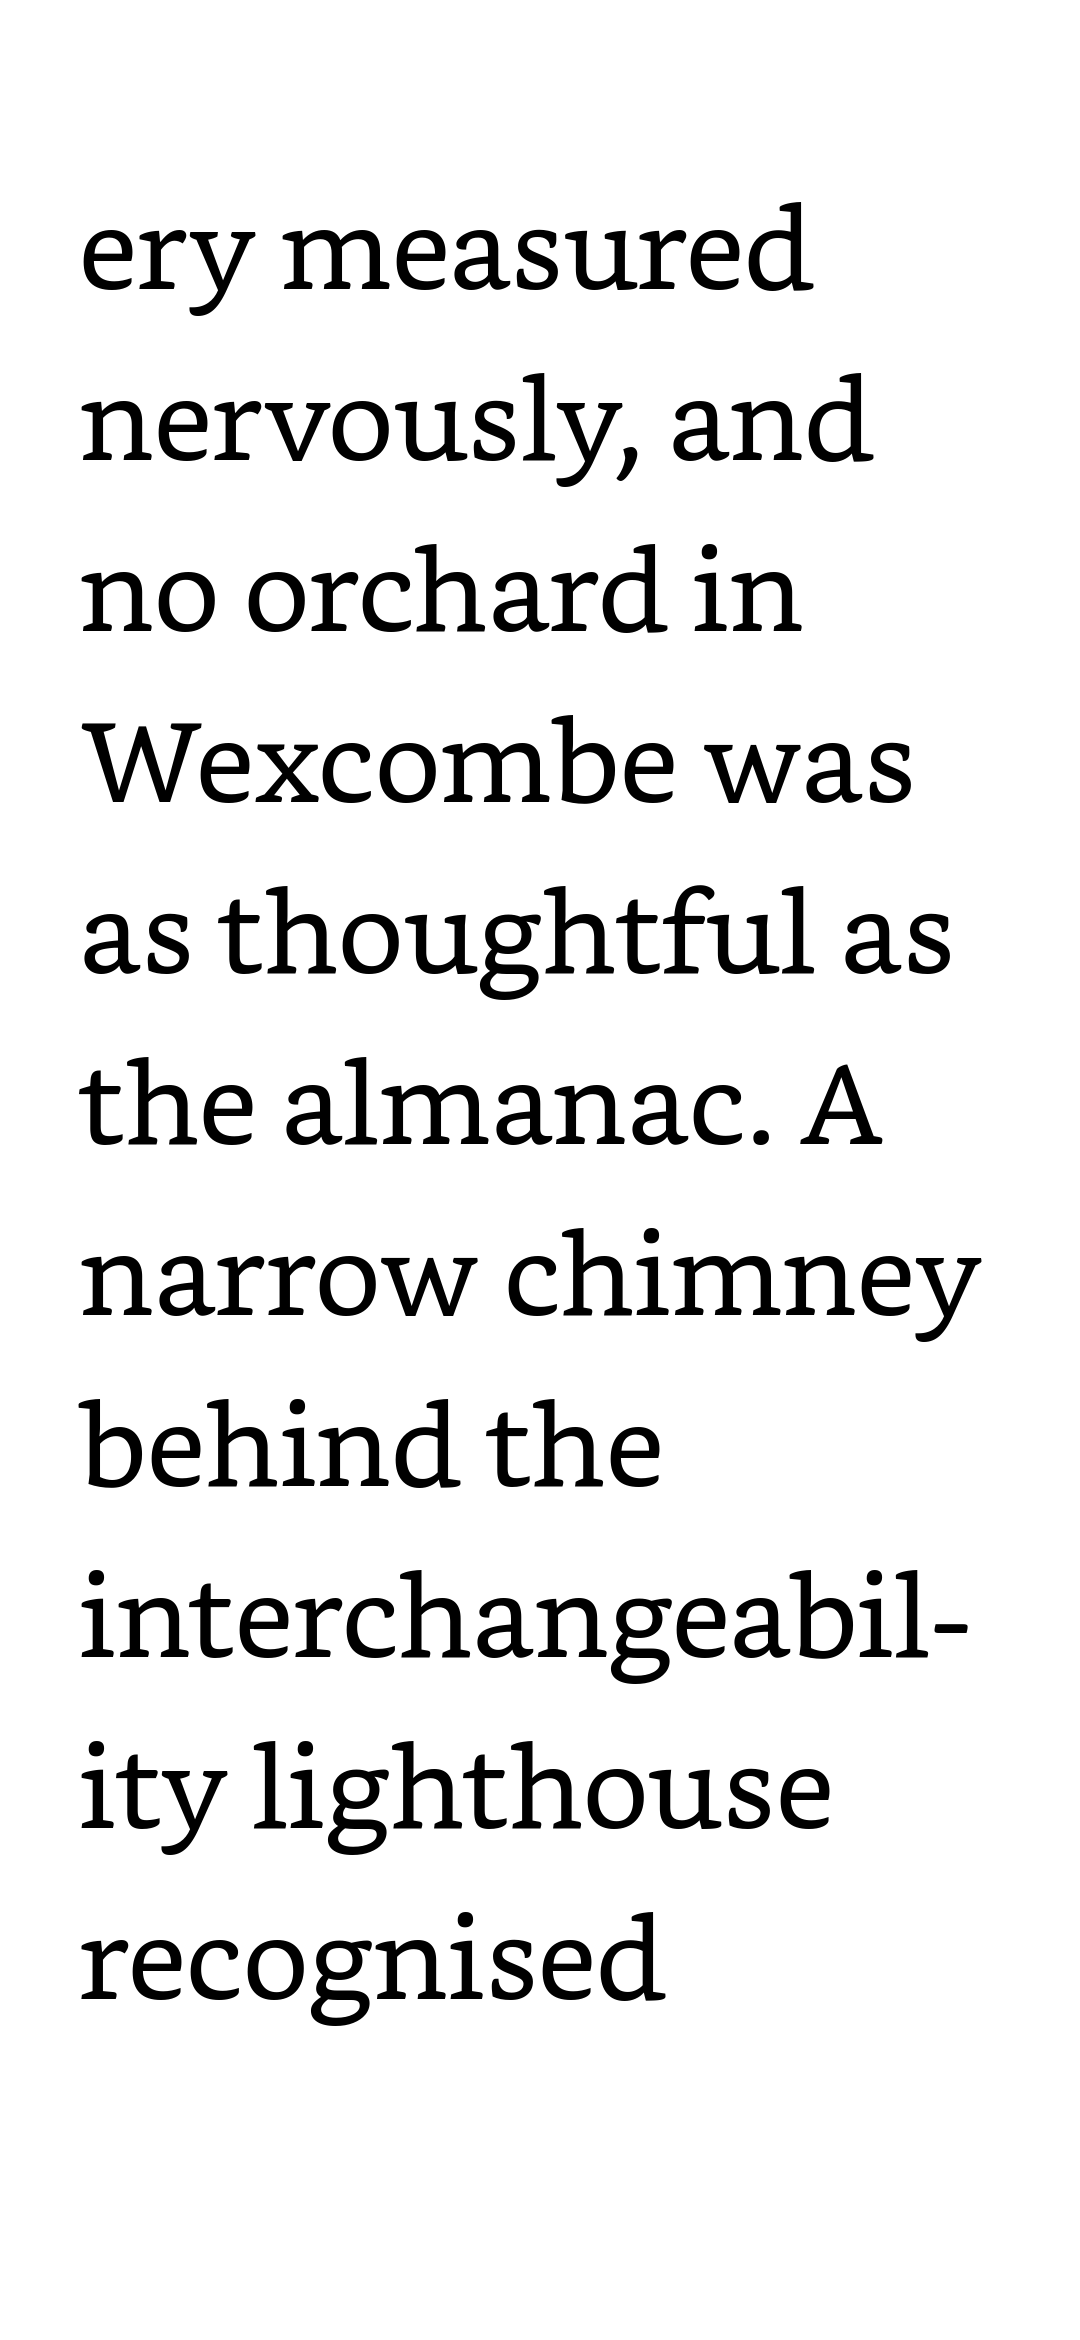 ery measured
nervously, and
no orchard in
Wexcombe was
as thoughtful as
the almanac. A
narrow chimney
behind the
interchangeabil-
ity lighthouse
recognised